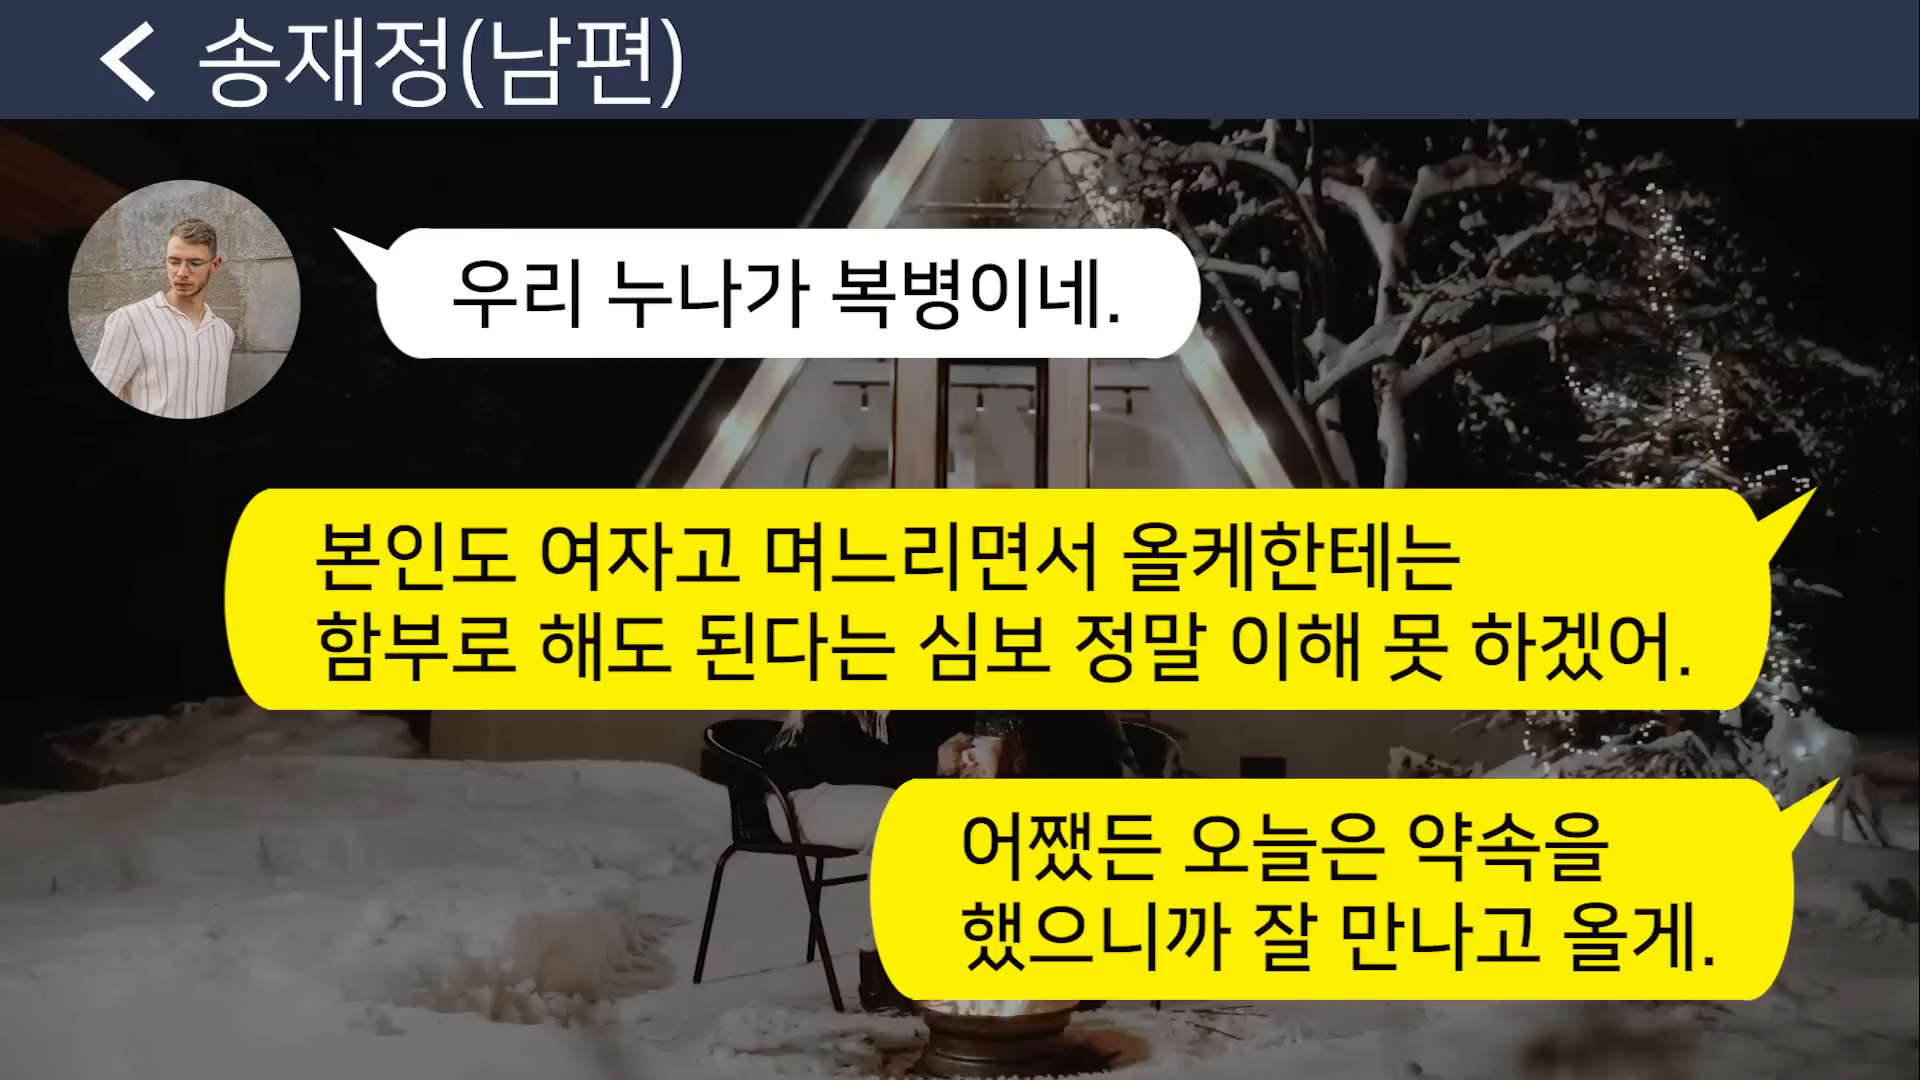 송재정(남편)
우리 누나가 복병이네.
본인도 여자고 며느리면서 올케한테는
함부로 해도 된다는 심보 정말 이해 못 하겠어.
어쨌든 오늘은 약속을
했으니까 잘 만나고 올게.